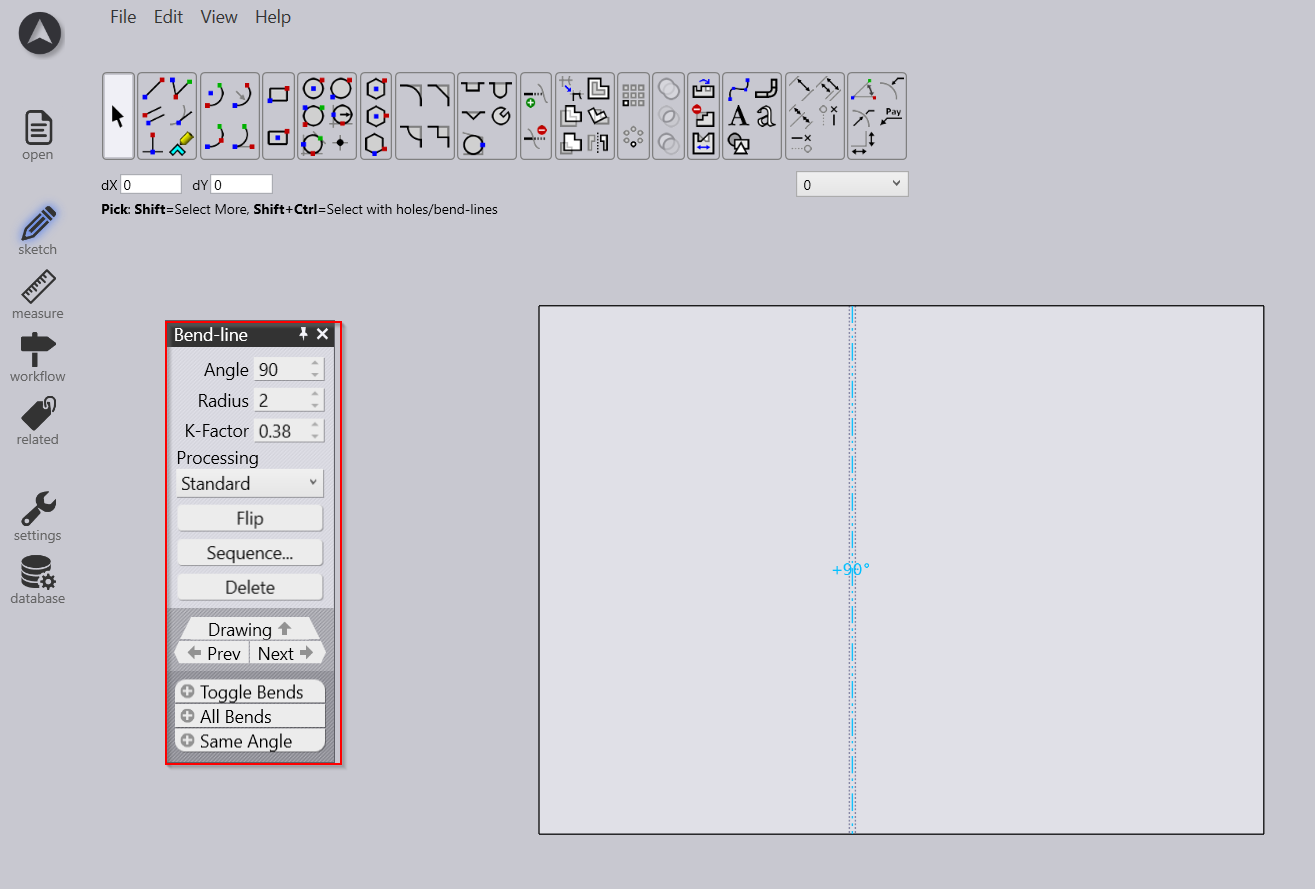 File Edit View Help
open
sketch
measure
workflow
related
settings
database
A a
Pay
dX 0 dY 0
0
Pick: Shift=Select More, Shift+Ctrl=Select with holes/bend-lines
Bend-line
Angle 90
Radius 2
K-Factor 0.38
Processing
Standard
Flip
Sequence...
Delete
Drawing
Prev Next
Toggle Bends
All Bends
Same Angle
+90°